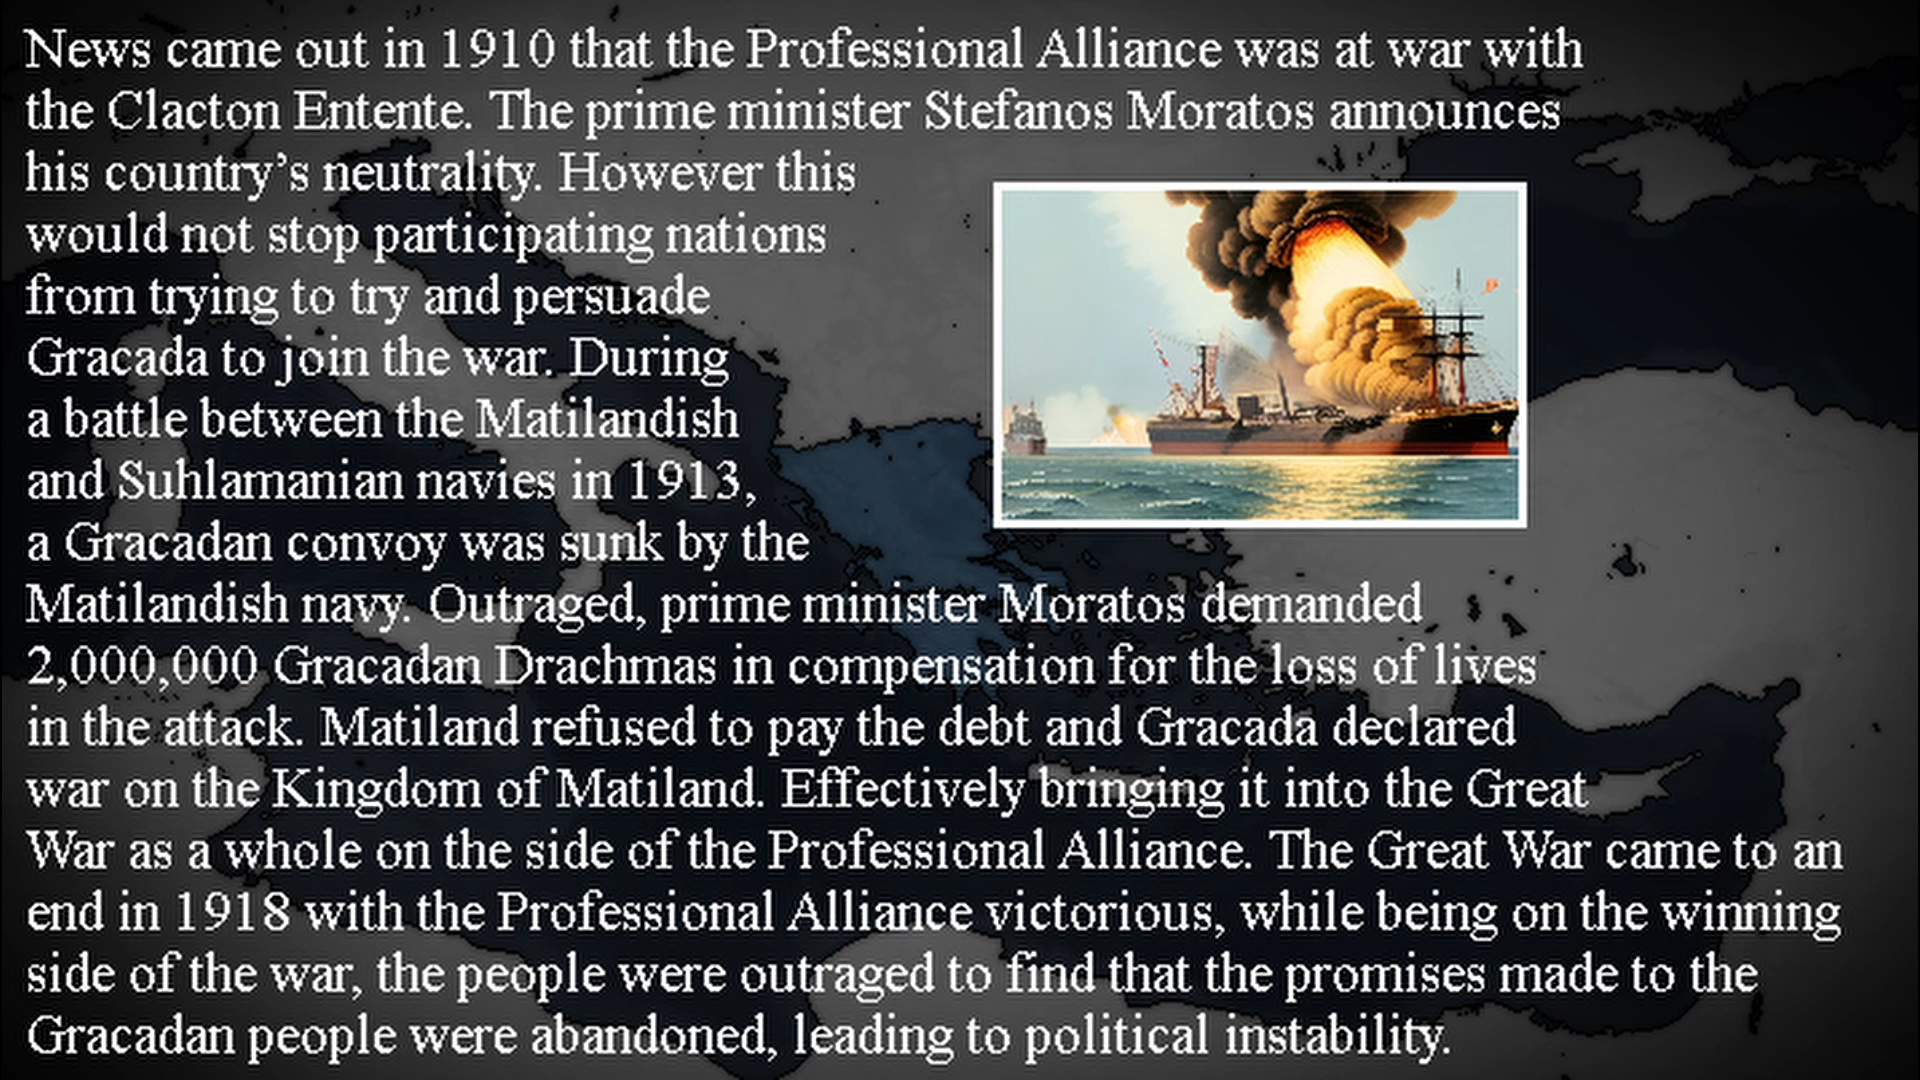 News came out in 1910 that the Professional Alliance was at war with
the Clacton Entente. The prime minister Stefanos Moratos announces
his country’s neutrality. However this
would not stop participating nations
from trying to try and persuade
Gracada to join the war. During
a battle between the Matilandish
and Suhlamanian navies in 1913,
a Gracadan convoy was sunk by the
Matilandish navy. Outraged, prime minister Moratos demanded
2,000,000 Gracadan Drachmas in compensation for the loss of lives
in the attack. Matiland refused to pay the debt and Gracada declared
war on the Kingdom of Matiland. Effectively bringing it into the Great
War as a whole on the side of the Professional Alliance. The Great War came to an
end in 1918 with the Professional Alliance victorious, while being on the winning
side of the war, the people were outraged to find that the promises made to the
Gracadan people were abandoned, leading to political instability.